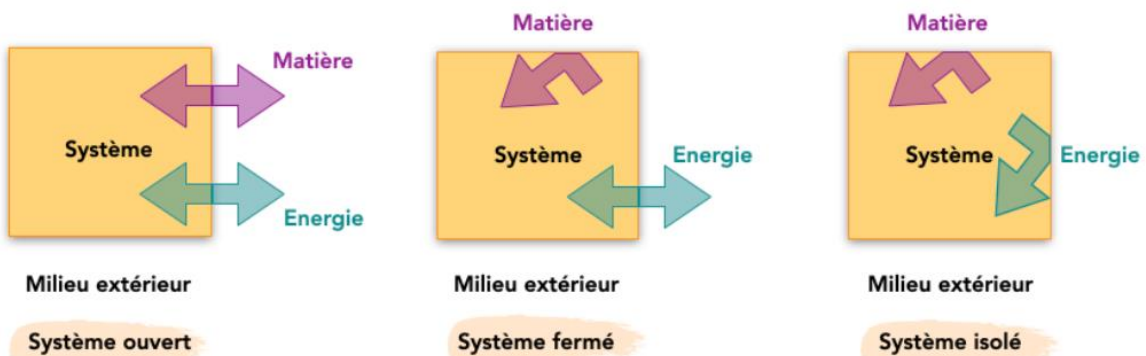 Matière
Système
Energie
Milieu extérieur
Système ouvert
Matière
Système
Energie
Milieu extérieur
Système fermé
Matière
Système
Energie
Milieu extérieur
Système isolé